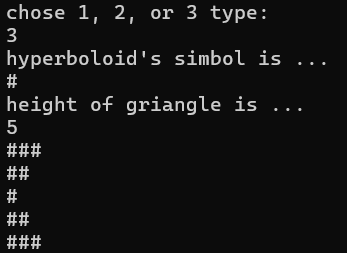 chose 1, 2, or 3 type:
3
hyperboloid's simbol is ...
#
height of griangle is ...
5
###
##
#
##
###